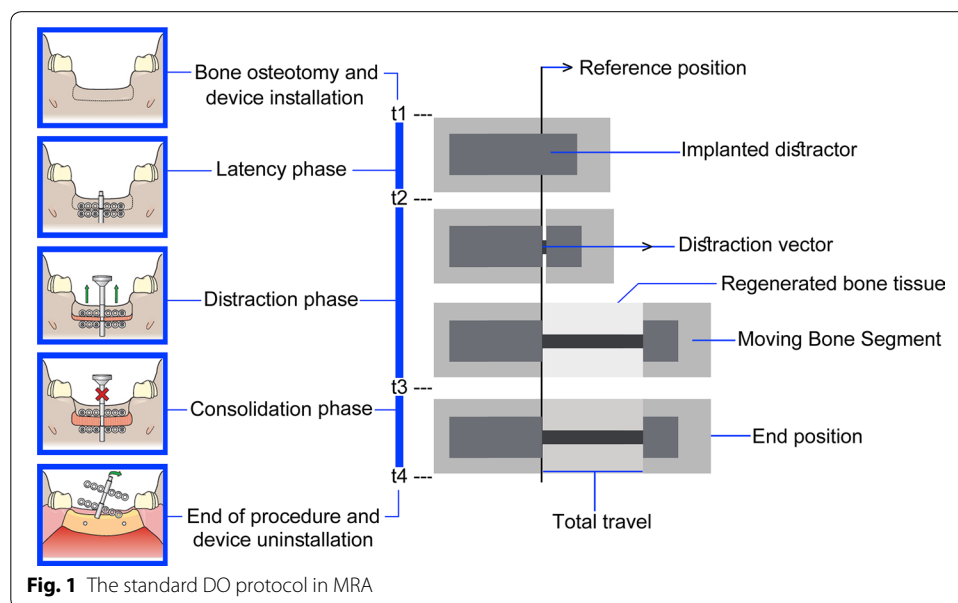 Bone osteotomy and
device installation
Latency phase
Distraction phase
Consolidation phase
End of procedure and
device uninstallation
t1
t2
t3
t4
Reference position
Implanted distractor
Distraction vector
Regenerated bone tissue
Moving Bone Segment
End position
Total travel
Fig. 1 The standard DO protocol in MRA